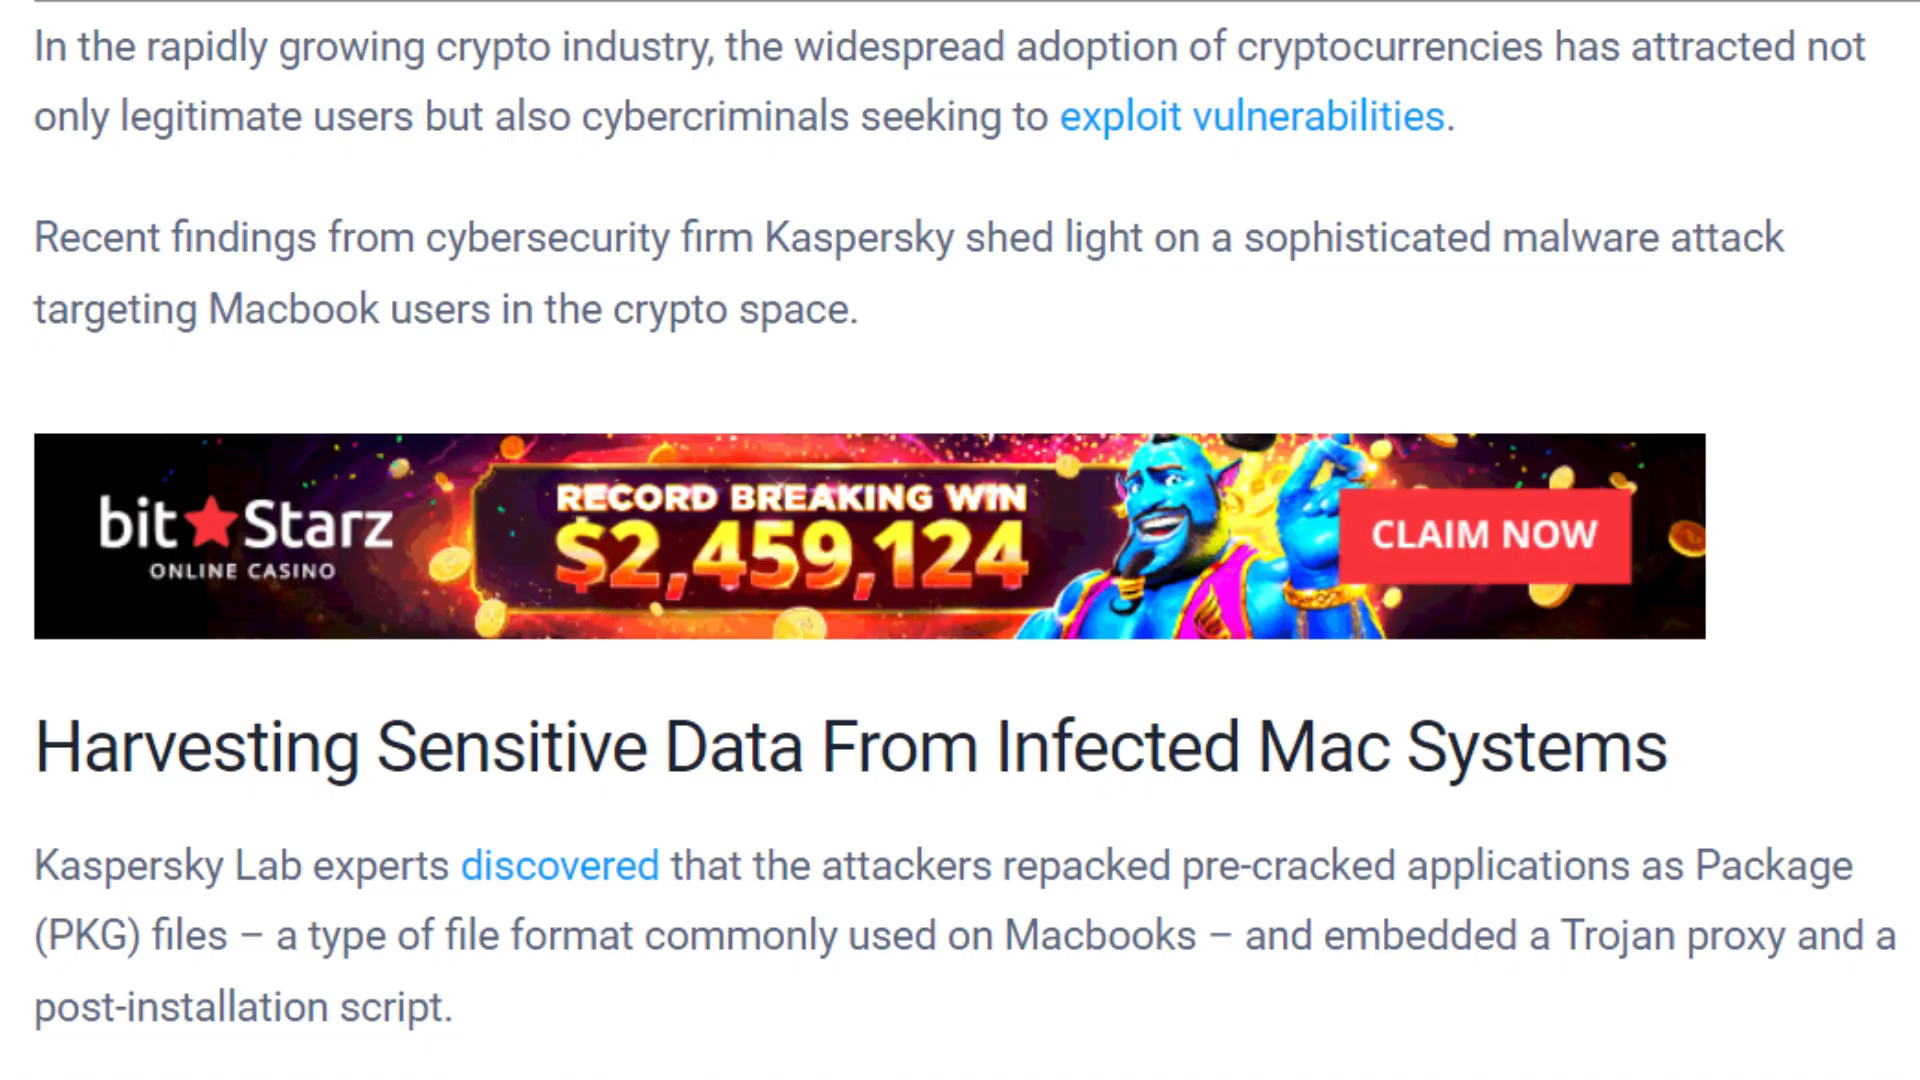 In the rapidly growing crypto industry, the widespread adoption of cryptocurrencies has attracted not
only legitimate users but also cybercriminals seeking to exploit vulnerabilities.
Recent findings from cybersecurity firm Kaspersky shed light on a sophisticated malware attack
targeting Macbook users in the crypto space.
bit Starz
ONLINE CASINO
RECORD BREAKING WIN
$2,459,124
CLAIM NOW
Harvesting Sensitive Data From Infected Mac Systems
Kaspersky Lab experts discovered that the attackers repacked pre-cracked applications as Package
(PKG) files – a type of file format commonly used on Macbooks – and embedded a Trojan proxy and a
post-installation script.